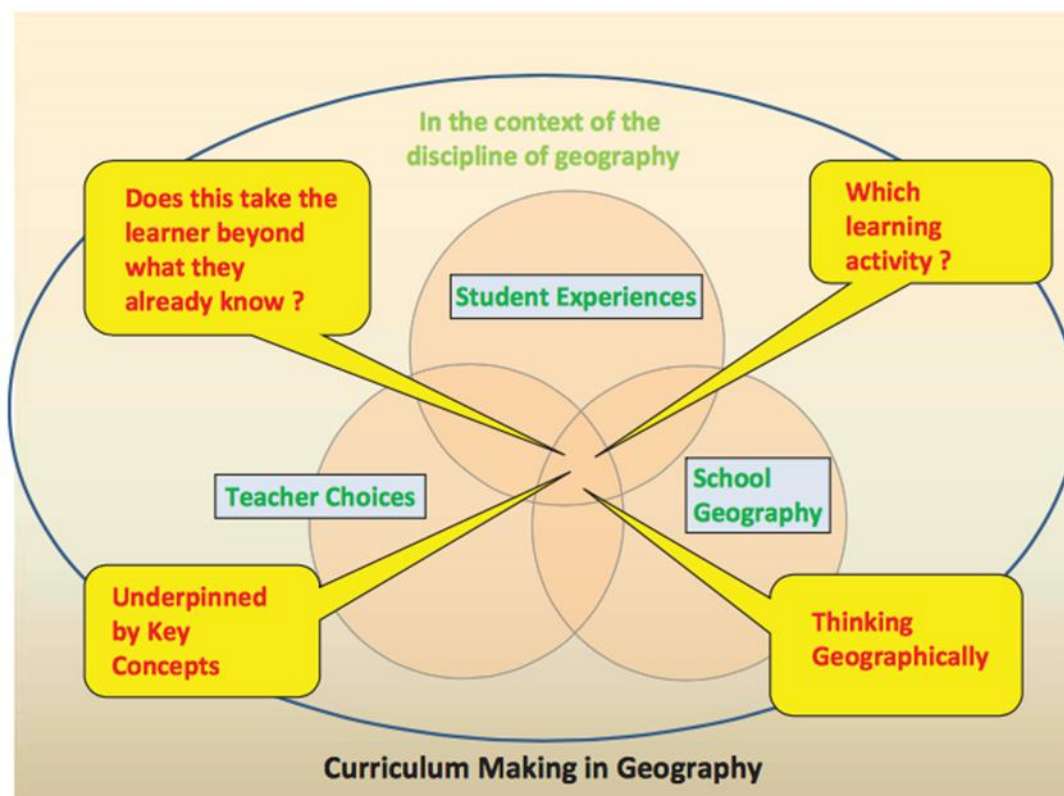 In the context of the
discipline of geography
Does this take the
learner beyond
what they
already know ?
Which
learning
activity ?
Student Experiences
Teacher Choices
School
Geography
Underpinned
by Key
Concepts
Thinking
Geographically
Curriculum Making in Geography